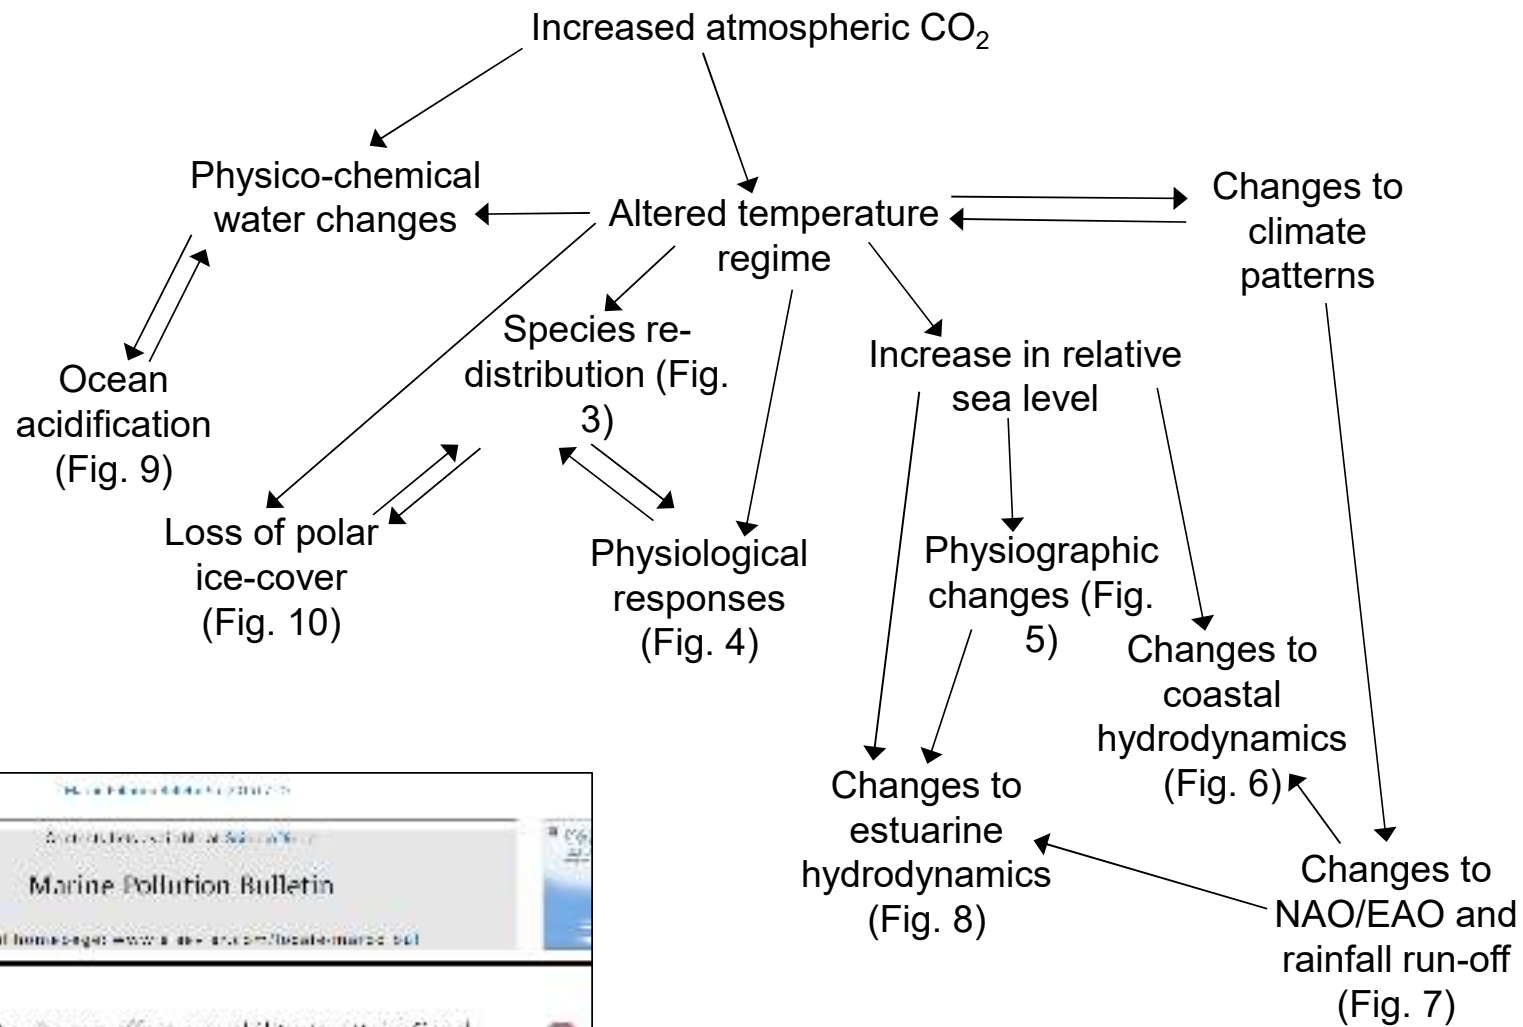 Increased atmospheric CO₂
Physico-chemical
water changes
Altered temperature
regime
Changes to
climate
patterns
Species re-
distribution (Fig.
3)
Increase in relative
sea level
Ocean
acidification
(Fig. 9)
Loss of polar
ice-cover
(Fig. 10)
Physiological
responses
(Fig. 4)
Physiographic
changes (Fig.
5)
Changes to
coastal
hydrodynamics
(Fig. 6)
Changes to
estuarine
hydrodynamics
(Fig. 8)
Changes to
NAO/EAO and
rainfall run-off
(Fig. 7)
Marine Pollution Bulletin